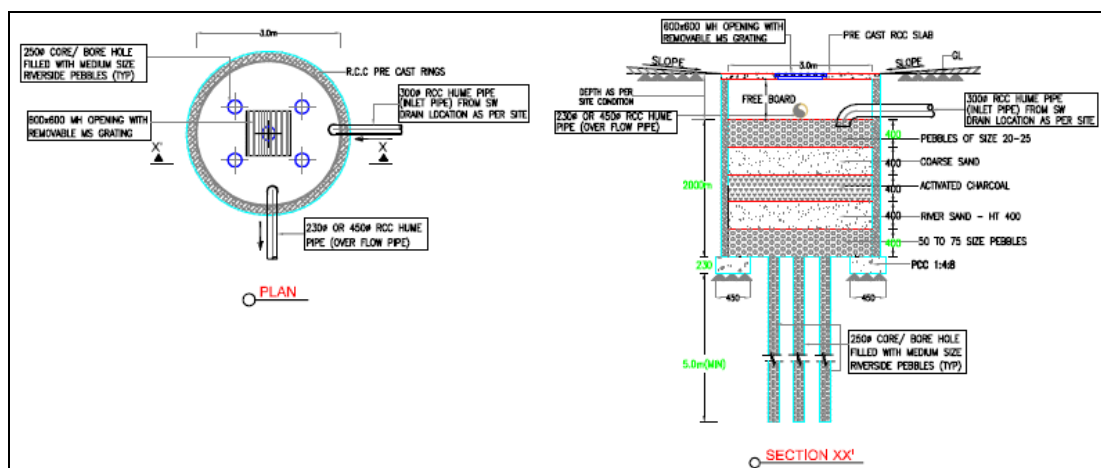 3.0m
250ø CORE/ BORE HOLE
FILLED WITH MEDIUM SIZE
RIVERSIDE PEBBLES (TYP)
R.C.C PRE CAST RINGS
300ø RCC HUME PIPE
(INLET PIPE) FROM SW
DRAIN LOCATION AS PER SITE
600x600 MH OPENING WITH
REMOVABLE MS GRATING
X'
X
230ø OR 450ø RCC HUME
PIPE (OVER FLOW PIPE)
PLAN
600x600 MH OPENING WITH
REMOVABLE MS GRATING
PRE CAST RCC SLAB
SLOPE
3.0m
SLOPE
GL
DEPTH AS PER
SITE CONDITION
FREE BOARD
300ø RCC HUME PIPE
(INLET PIPE) FROM SW
DRAIN LOCATION AS PER SITE
230ø OR 450ø RCC HUME
PIPE (OVER FLOW PIPE)
400
PEBBLES OF SIZE 20-25
400
COARSE SAND
2000m
400
ACTIVATED CHARCOAL
400
RIVER SAND - HT 400
400
50 TO 75 SIZE PEBBLES
230
PCC 1:4:8
450
450
250ø CORE/ BORE HOLE
FILLED WITH MEDIUM SIZE
RIVERSIDE PEBBLES (TYP)
5.0m(MIN)
SECTION XX'